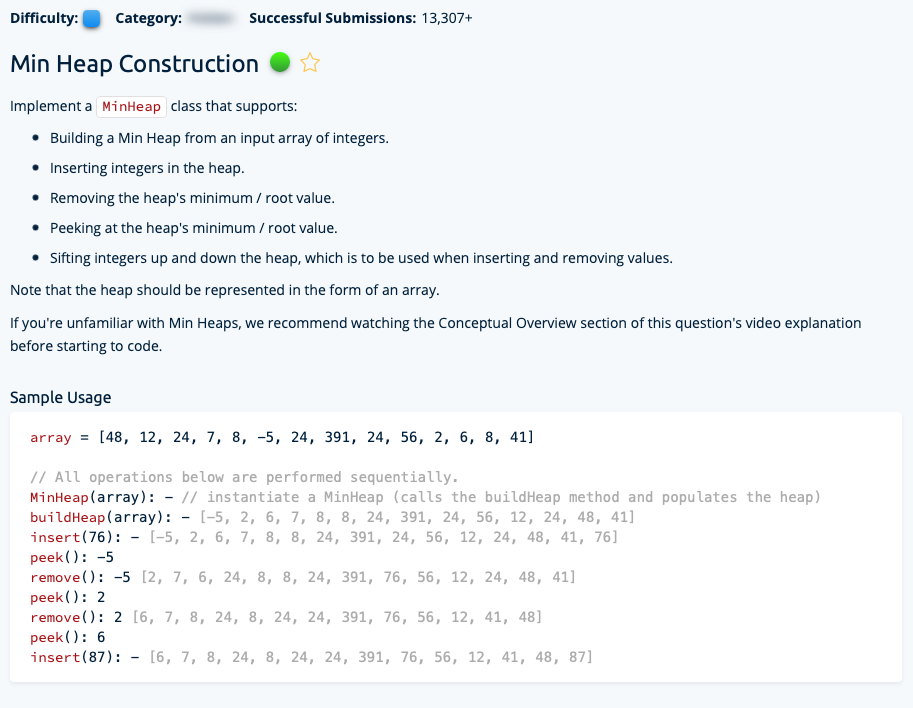 Difficulty: Category: Successful Submissions: 13,307+
Min Heap Construction
Implement a MinHeap class that supports:
• Building a Min Heap from an input array of integers.
• Inserting integers in the heap.
• Removing the heap's minimum / root value.
• Peeking at the heap's minimum / root value.
• Sifting integers up and down the heap, which is to be used when inserting and removing values.
Note that the heap should be represented in the form of an array.
If you're unfamiliar with Min Heaps, we recommend watching the Conceptual Overview section of this question's video explanation
before starting to code.
Sample Usage
array = [48, 12, 24, 7, 8, -5, 24, 391, 24, 56, 2, 6, 8, 41]
// All operations below are performed sequentially.
MinHeap(array): - // instantiate a MinHeap (calls the buildHeap method and populates the heap)
buildHeap(array): - [-5, 2, 6, 7, 8, 8, 24, 391, 24, 56, 12, 24, 48, 41]
insert(76): - [-5, 2, 6, 7, 8, 8, 24, 391, 24, 56, 12, 24, 48, 41, 76]
peek(): -5
remove(): -5 [2, 7, 6, 24, 8, 8, 24, 391, 76, 56, 12, 24, 48, 41]
peek(): 2
remove(): 2 [6, 7, 8, 24, 8, 24, 24, 391, 76, 56, 12, 41, 48]
peek(): 6
insert(87): - [6, 7, 8, 24, 8, 24, 24, 391, 76, 56, 12, 41, 48, 87]